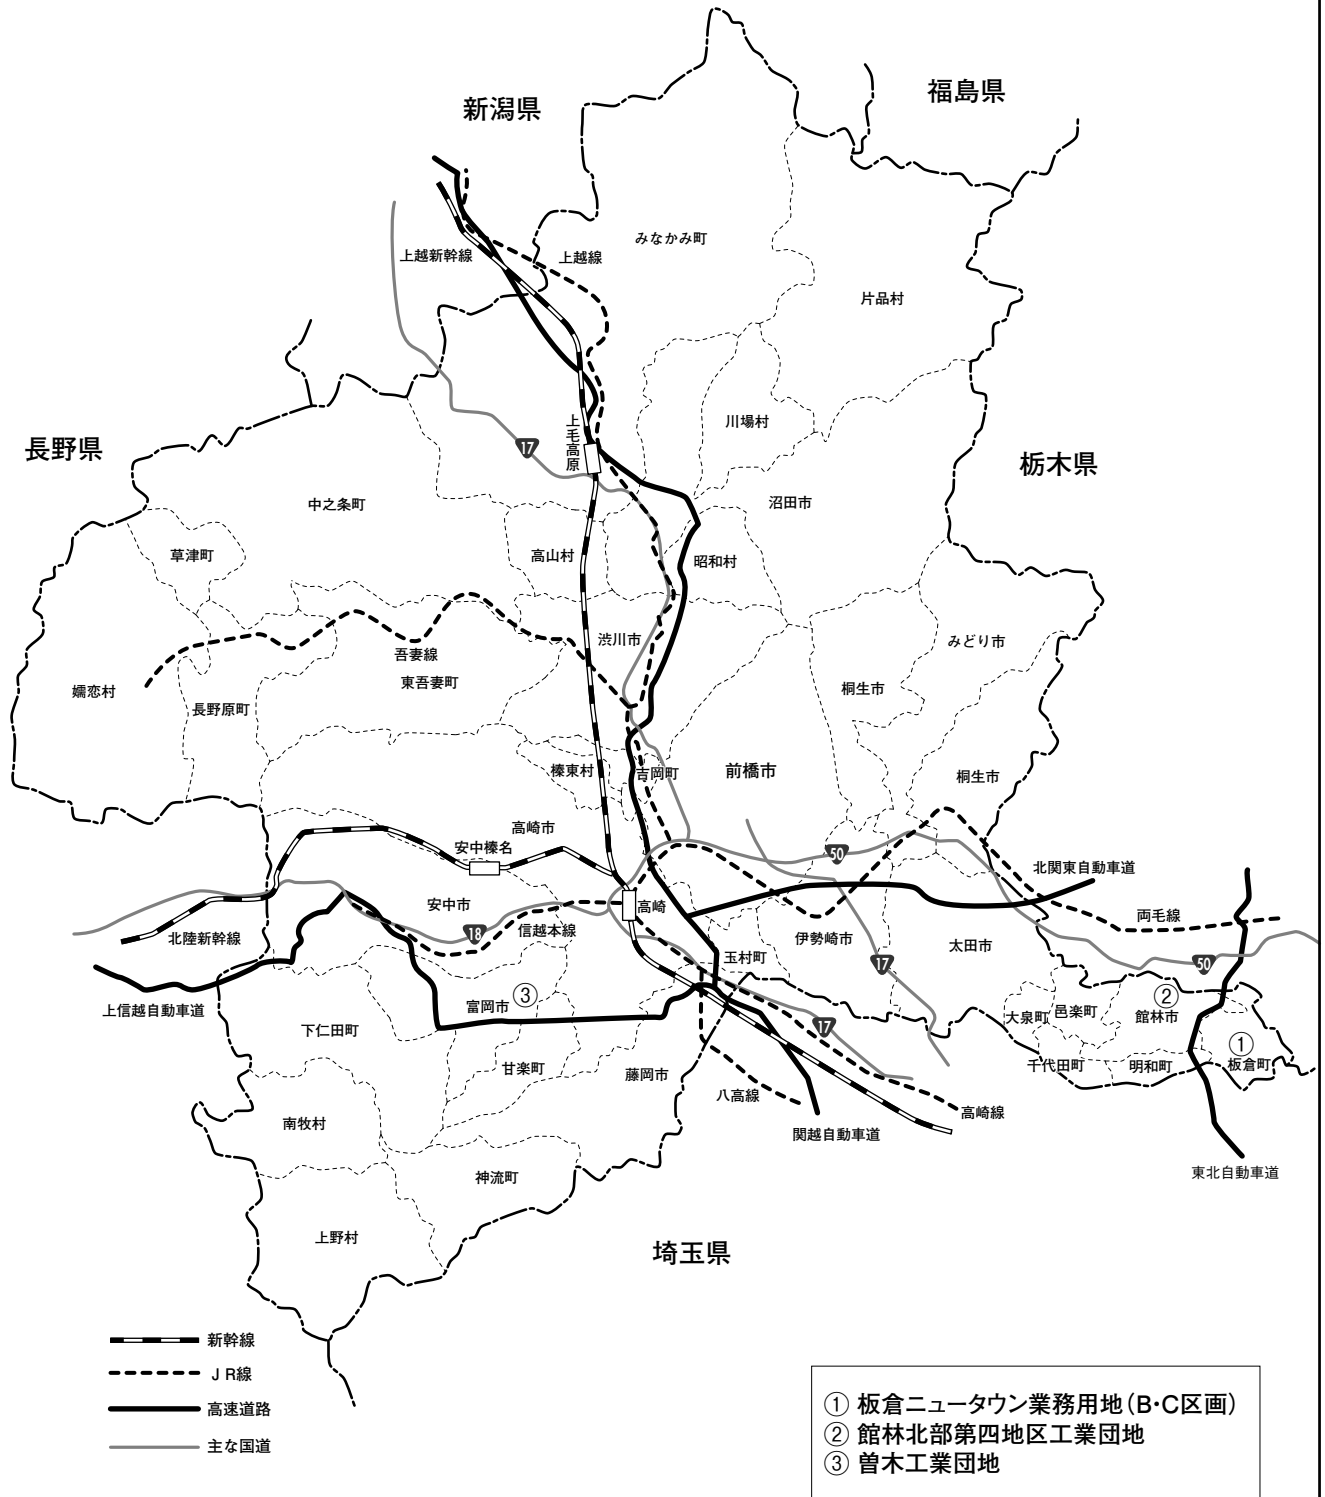 新潟県
福島県
みなかみ町
上越新幹線
上越線
片品村
川場村
上毛高原
17
長野県
栃木県
中之条町
沼田市
草津町
高山村
昭和村
渋川市
みどり市
吾妻線
東吾妻町
嬬恋村
長野原町
桐生市
榛東村
吉岡町
前橋市
桐生市
高崎市
安中榛名
50
北関東自動車道
安中市
高崎
両毛線
北陸新幹線
18
信越本線
伊勢崎市
太田市
玉村町
17
50
上信越自動車道
富岡市
③
②
下仁田町
大泉町
邑楽町
館林市
17
①
甘楽町
藤岡市
千代田町
明和町
板倉町
八高線
高崎線
南牧村
関越自動車道
神流町
東北自動車道
上野村
埼玉県
新幹線
JR線
高速道路
主な国道
① 板倉ニュータウン業務用地(B・C区画)
② 館林北部第四地区工業団地
③ 曽木工業団地